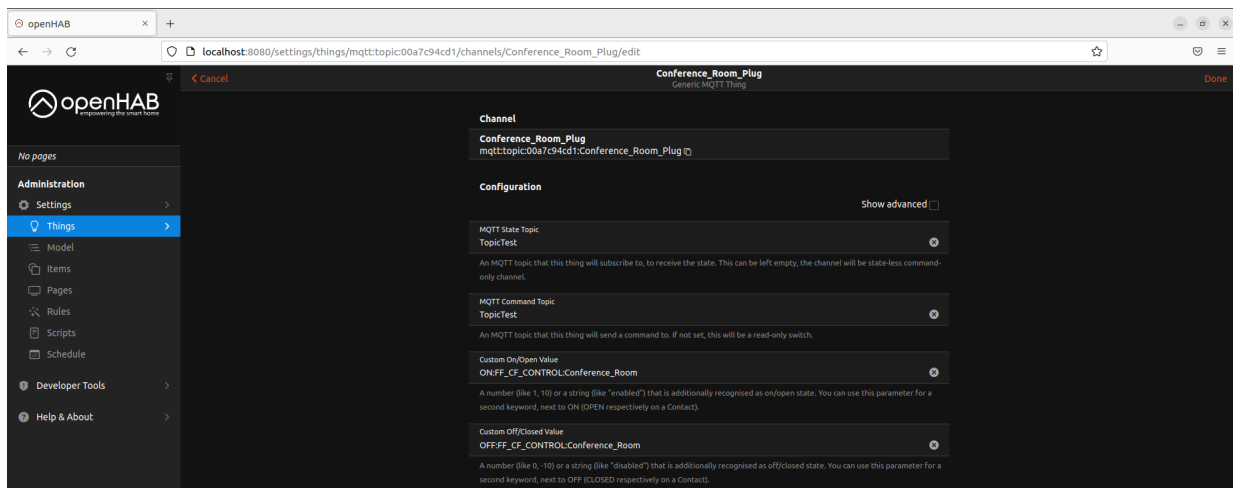 openHAB
localhost:8080/settings/things/mqtt:topic:00a7c94cd1/channels/Conference_Room_Plug/edit
openHAB
empowering the smart home
No pages
Administration
Settings
Things
Model
Items
Pages
Rules
Scripts
Schedule
Developer Tools
Help & About
Cancel
Conference_Room_Plug
Generic MQTT Thing
Done
Channel
Conference_Room_Plug
mqtt:topic:00a7c94cd1:Conference_Room_Plug
Configuration
Show advanced
MQTT State Topic
TopicTest
An MQTT topic that this thing will subscribe to, to receive the state. This can be left empty, the channel will be state-less command-
only channel.
MQTT Command Topic
TopicTest
An MQTT topic that this thing will send a command to. If not set, this will be a read-only switch.
Custom On/Open Value
ON:FF_CF_CONTROL:Conference_Room
A number (like 1, 10) or a string (like "enabled") that is additionally recognised as on/open state. You can use this parameter for a
second keyword, next to ON (OPEN respectively on a Contact).
Custom Off/Closed Value
OFF:FF_CF_CONTROL:Conference_Room
A number (like 0, -10) or a string (like "disabled") that is additionally recognised as off/closed state. You can use this parameter for a
second keyword, next to OFF (CLOSED respectively on a Contact).